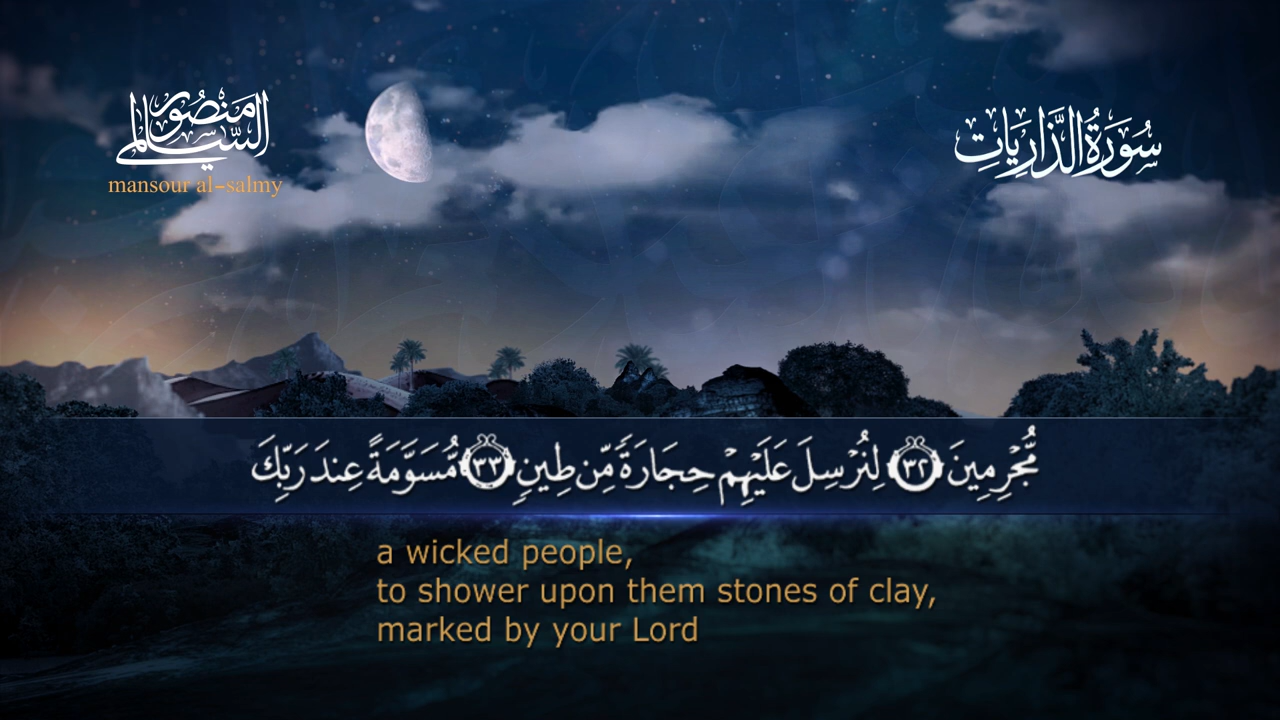 منصور
السالمي
mansour al-salmy
سُورَةُ الذَّارِيَاتِ
مُّجْرِمِينَ ٣٢ لِنُرْسِلَ عَلَيْهِمْ حِجَارَةً مِّن طِينٍ ٣٣ مُّسَوَّمَةً عِندَ رَبِّكَ
a wicked people,
to shower upon them stones of clay,
marked by your Lord